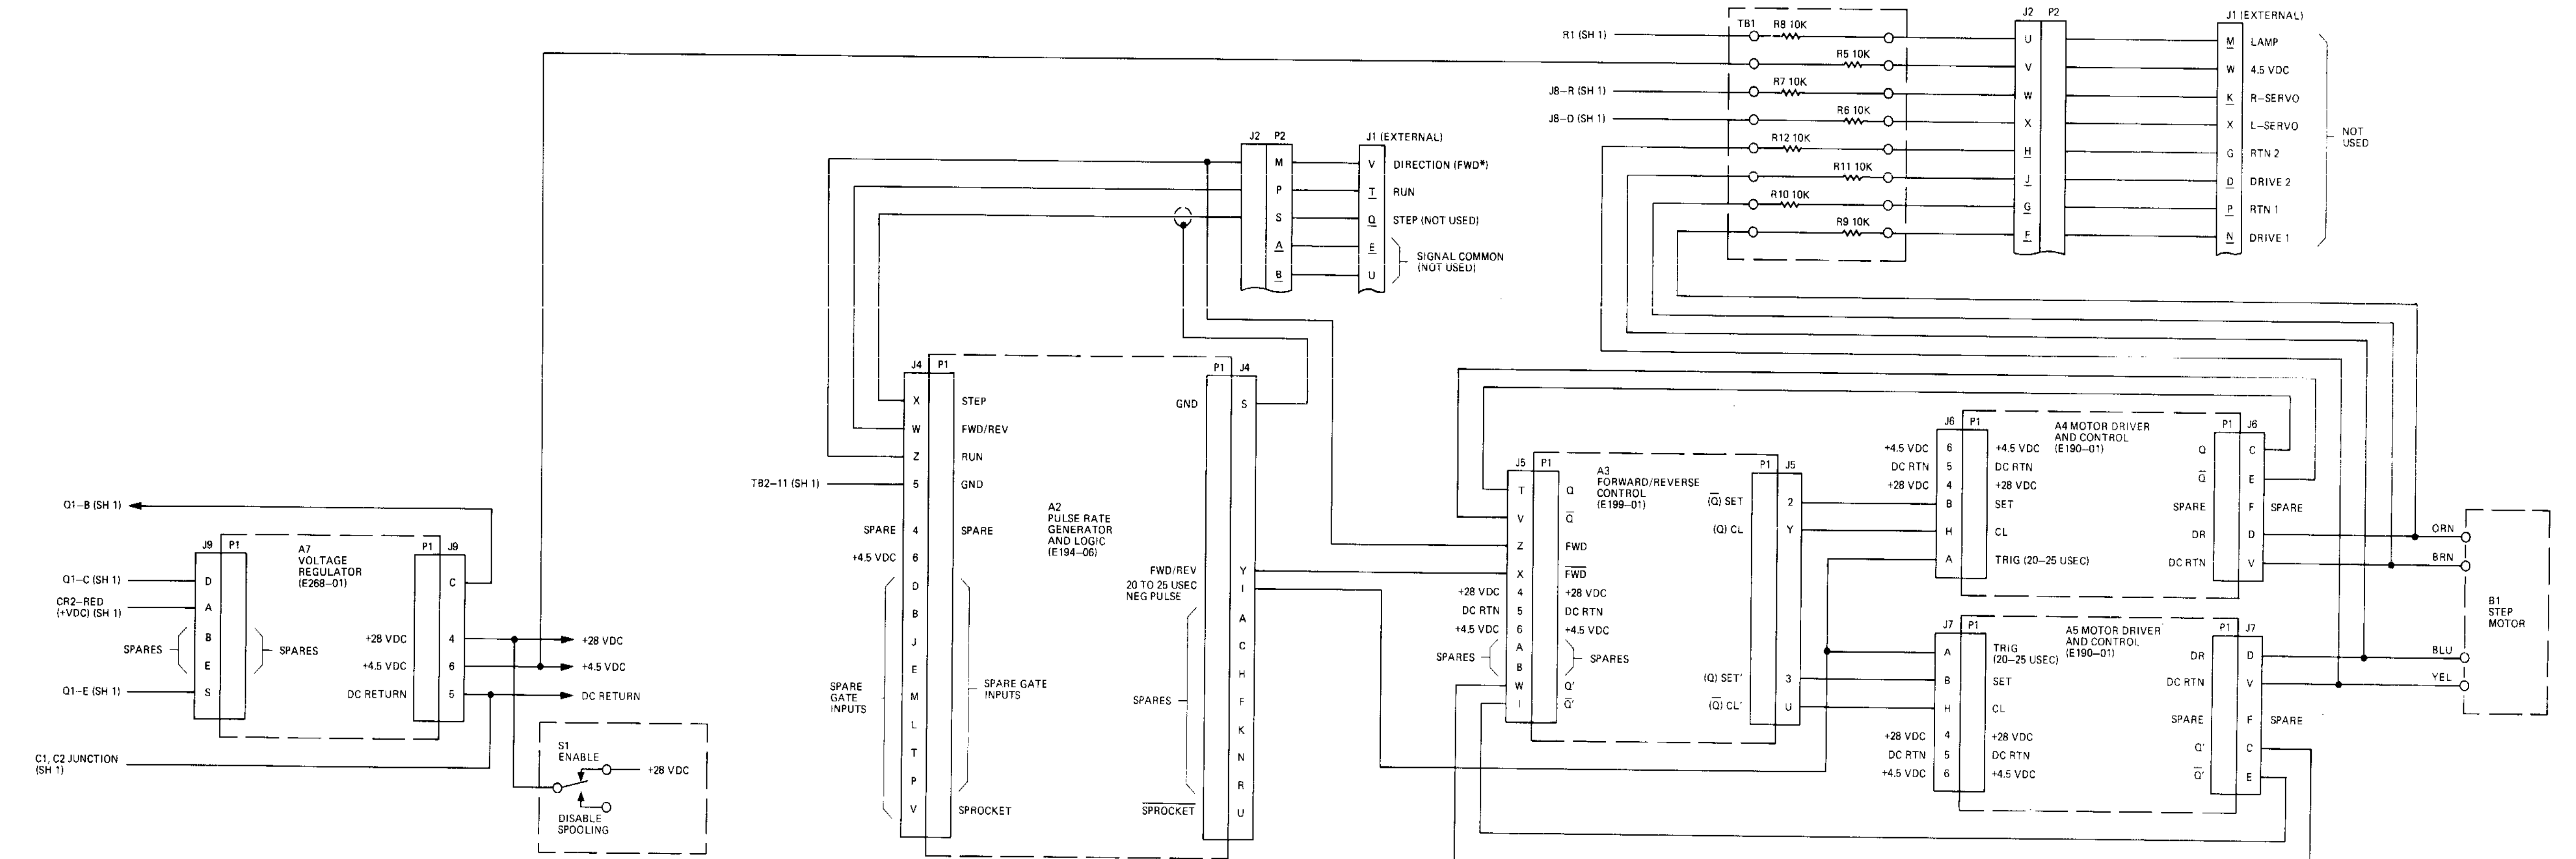 R1 (SH 1)
TB1
R8 10K
R5 10K
J8-R (SH 1)
R7 10K
J8-D (SH 1)
R6 10K
R12 10K
R11 10K
R10 10K
R9 10K
J2 P2
U
V
W
X
H
J
G
F
J1 (EXTERNAL)
M LAMP
W 4.5 VDC
K R-SERVO
X L-SERVO
G RTN 2
D DRIVE 2
P RTN 1
N DRIVE 1
NOT
USED
J2 P2
M
P
S
A
B
J1 (EXTERNAL)
V DIRECTION (FWD*)
T RUN
Q STEP (NOT USED)
E
U
SIGNAL COMMON
(NOT USED)
Q1-B (SH 1)
J9 P1
A7
VOLTAGE
REGULATOR
(E268-01)
P1 J9
Q1-C (SH 1) D
CR2-RED
(+VDC) (SH 1)
A
SPARES
B
E
SPARES
Q1-E (SH 1) S
C
+28 VDC 4 +28 VDC
+4.5 VDC 6 +4.5 VDC
DC RETURN 5 DC RETURN
C1, C2 JUNCTION
(SH 1)
S1
ENABLE
+28 VDC
DISABLE
SPOOLING
J4 P1
X STEP
W FWD/REV
Z RUN
TB2-11 (SH 1) 5 GND
SPARE 4 SPARE
+4.5 VDC 6
D
B
J
E
M
L
T
P
V SPROCKET
SPARE
GATE
INPUTS
SPARE GATE
INPUTS
A2
PULSE RATE
GENERATOR
AND LOGIC
(E194-06)
P1 J4
GND S
FWD/REV Y
20 TO 25 USEC
NEG PULSE
I
A
C
H
F
K
N
R
SPARES
SPROCKET U
J5 P1
T Q
V Q̅
Z FWD
X F̅W̅D̅
+28 VDC 4 +28 VDC
DC RTN 5 DC RTN
+4.5 VDC 6 +4.5 VDC
SPARES
A
B
SPARES
W Q'
I Q̅'
A3
FORWARD/REVERSE
CONTROL
(E199-01)
P1 J5
(Q̅) SET 2
(Q) CL Y
(Q) SET' 3
(Q̅) CL' U
J6 P1
A4 MOTOR DRIVER
AND CONTROL
(E190-01)
P1 J6
+4.5 VDC 6 +4.5 VDC
DC RTN 5 DC RTN
+28 VDC 4 +28 VDC
B SET
H CL
A TRIG (20-25 USEC)
Q C
Q̅ E
SPARE F SPARE
DR D
DC RTN V
J7 P1
A5 MOTOR DRIVER
AND CONTROL
(E190-01)
P1 J7
A TRIG
(20-25 USEC)
B SET
H CL
+28 VDC 4 +28 VDC
DC RTN 5 DC RTN
+4.5 VDC 6 +4.5 VDC
DR D
DC RTN V
SPARE F SPARE
Q' C
Q̅' E
ORN
BRN
BLU
YEL
B1
STEP
MOTOR